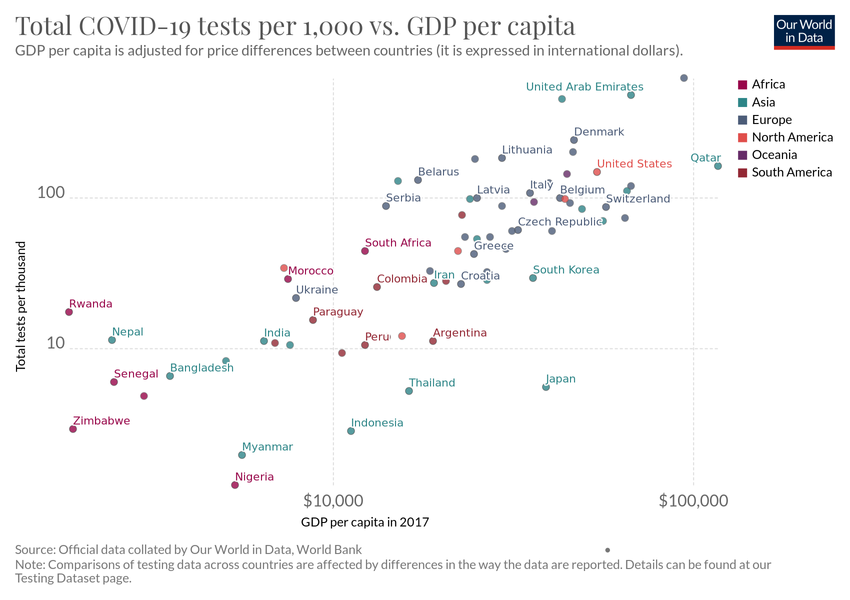 Total COVID-19 tests per 1,000 vs. GDP per capita
GDP per capita is adjusted for price differences between countries (it is expressed in international dollars).
Our World
in Data
Africa
Asia
Europe
North America
Oceania
South America
United Arab Emirates
Denmark
Lithuania
United States
Qatar
Belarus
Italy
Latvia
Belgium
100
Serbia
Switzerland
Czech Republic
South Africa
Greece
Morocco
Colombia
Iran
Croatia
South Korea
Ukraine
Rwanda
Paraguay
Nepal
India
Peru
Argentina
10
Senegal
Bangladesh
Thailand
Japan
Zimbabwe
Indonesia
Myanmar
Nigeria
Total tests per thousand
$10,000
$100,000
GDP per capita in 2017
Source: Official data collated by Our World in Data, World Bank
Note: Comparisons of testing data across countries are affected by differences in the way the data are reported. Details can be found at our
Testing Dataset page.